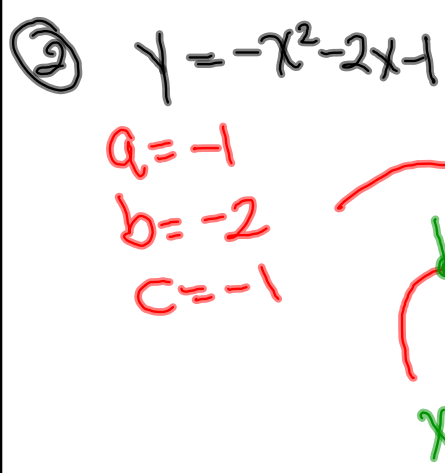 ② y = -x² - 2x - 1
a = -1
b = -2
c = -1
x